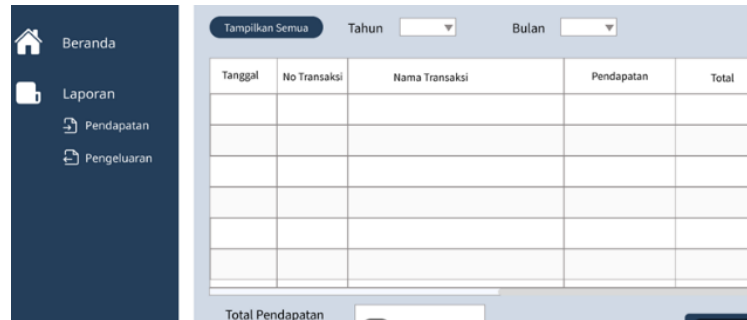 Beranda
Laporan
Pendapatan
Pengeluaran
Tampilkan Semua Tahun Bulan
Tanggal No Transaksi Nama Transaksi Pendapatan Total
Total Pendapatan